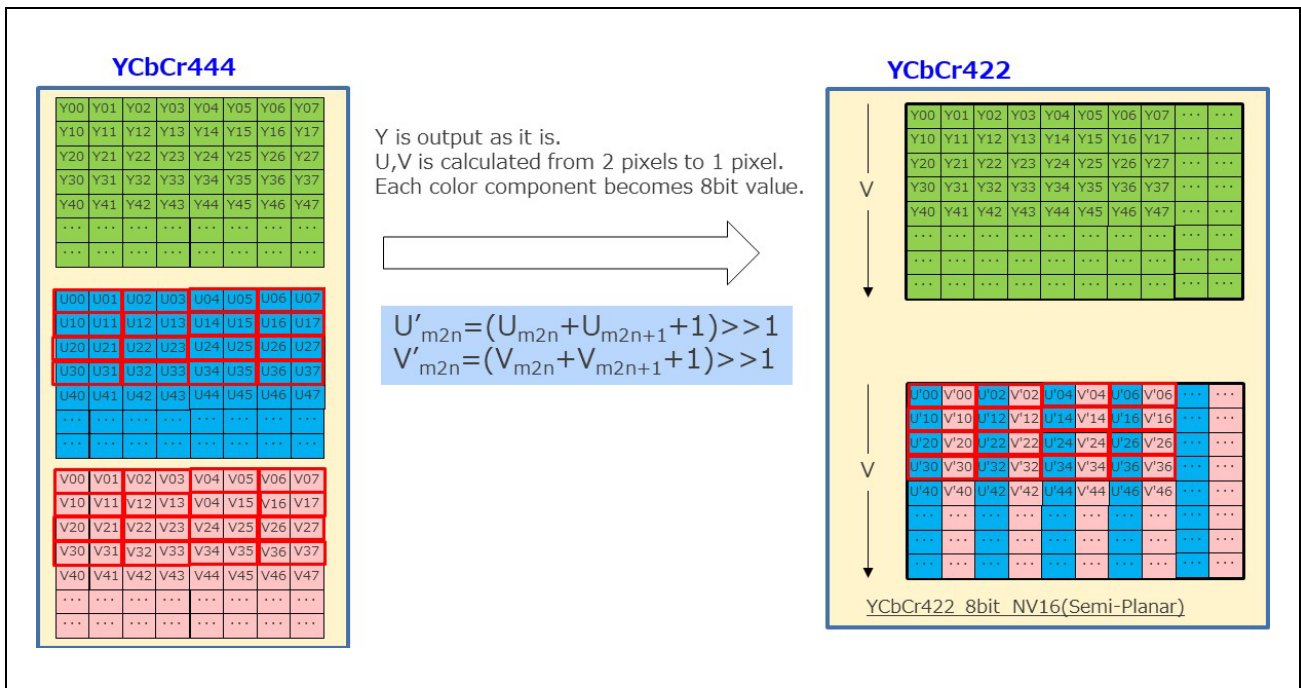 YCbCr444
Y00 Y01 Y02 Y03 Y04 Y05 Y06 Y07
Y10 Y11 Y12 Y13 Y14 Y15 Y16 Y17
Y20 Y21 Y22 Y23 Y24 Y25 Y26 Y27
Y30 Y31 Y32 Y33 Y34 Y35 Y36 Y37
Y40 Y41 Y42 Y43 Y44 Y45 Y46 Y47
... ... ... ... ... ... ... ...
... ... ... ... ... ... ... ...
U00 U01 U02 U03 U04 U05 U06 U07
U10 U11 U12 U13 U14 U15 U16 U17
U20 U21 U22 U23 U24 U25 U26 U27
U30 U31 U32 U33 U34 U35 U36 U37
U40 U41 U42 U43 U44 U45 U46 U47
... ... ... ... ... ... ... ...
... ... ... ... ... ... ... ...
V00 V01 V02 V03 V04 V05 V06 V07
V10 V11 V12 V13 V04 V15 V16 V17
V20 V21 V22 V23 V24 V25 V26 V27
V30 V31 V32 V33 V34 V35 V36 V37
V40 V41 V42 V43 V44 V45 V46 V47
... ... ... ... ... ... ... ...
... ... ... ... ... ... ... ...
Y is output as it is.
U,V is calculated from 2 pixels to 1 pixel.
Each color component becomes 8bit value.
U′m2n=(Um2n+Um2n+1+1)>>1
V′m2n=(Vm2n+Vm2n+1+1)>>1
YCbCr422
V
Y00 Y01 Y02 Y03 Y04 Y05 Y06 Y07 ... ...
Y10 Y11 Y12 Y13 Y14 Y15 Y16 Y17 ... ...
Y20 Y21 Y22 Y23 Y24 Y25 Y26 Y27 ... ...
Y30 Y31 Y32 Y33 Y34 Y35 Y36 Y37 ... ...
Y40 Y41 Y42 Y43 Y44 Y45 Y46 Y47 ... ...
... ... ... ... ... ... ... ... ... ...
... ... ... ... ... ... ... ... ... ...
... ... ... ... ... ... ... ... ... ...
V
U'00 V'00 U'02 V'02 U'04 V'04 U'06 V'06 ... ...
U'10 V'10 U'12 V'12 U'14 V'14 U'16 V'16 ... ...
U'20 V'20 U'22 V'22 U'24 V'24 U'26 V'26 ... ...
U'30 V'30 U'32 V'32 U'34 V'34 U'36 V'36 ... ...
U'40 V'40 U'42 V'42 U'44 V'44 U'46 V'46 ... ...
... ... ... ... ... ... ... ... ... ...
... ... ... ... ... ... ... ... ... ...
... ... ... ... ... ... ... ... ... ...
YCbCr422 8bit NV16(Semi-Planar)